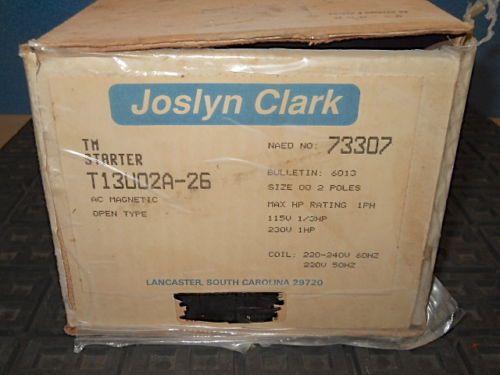 Joslyn Clark
TM
STARTER
T13U02A-26
AC MAGNETIC
OPEN TYPE
NAED NO: 73307
BULLETIN: 6013
SIZE 00 2 POLES
MAX HP RATING 1PH
115V 1/3HP
230V 1HP
COIL: 220-240V 60HZ
220V 50HZ
LANCASTER, SOUTH CAROLINA 29720